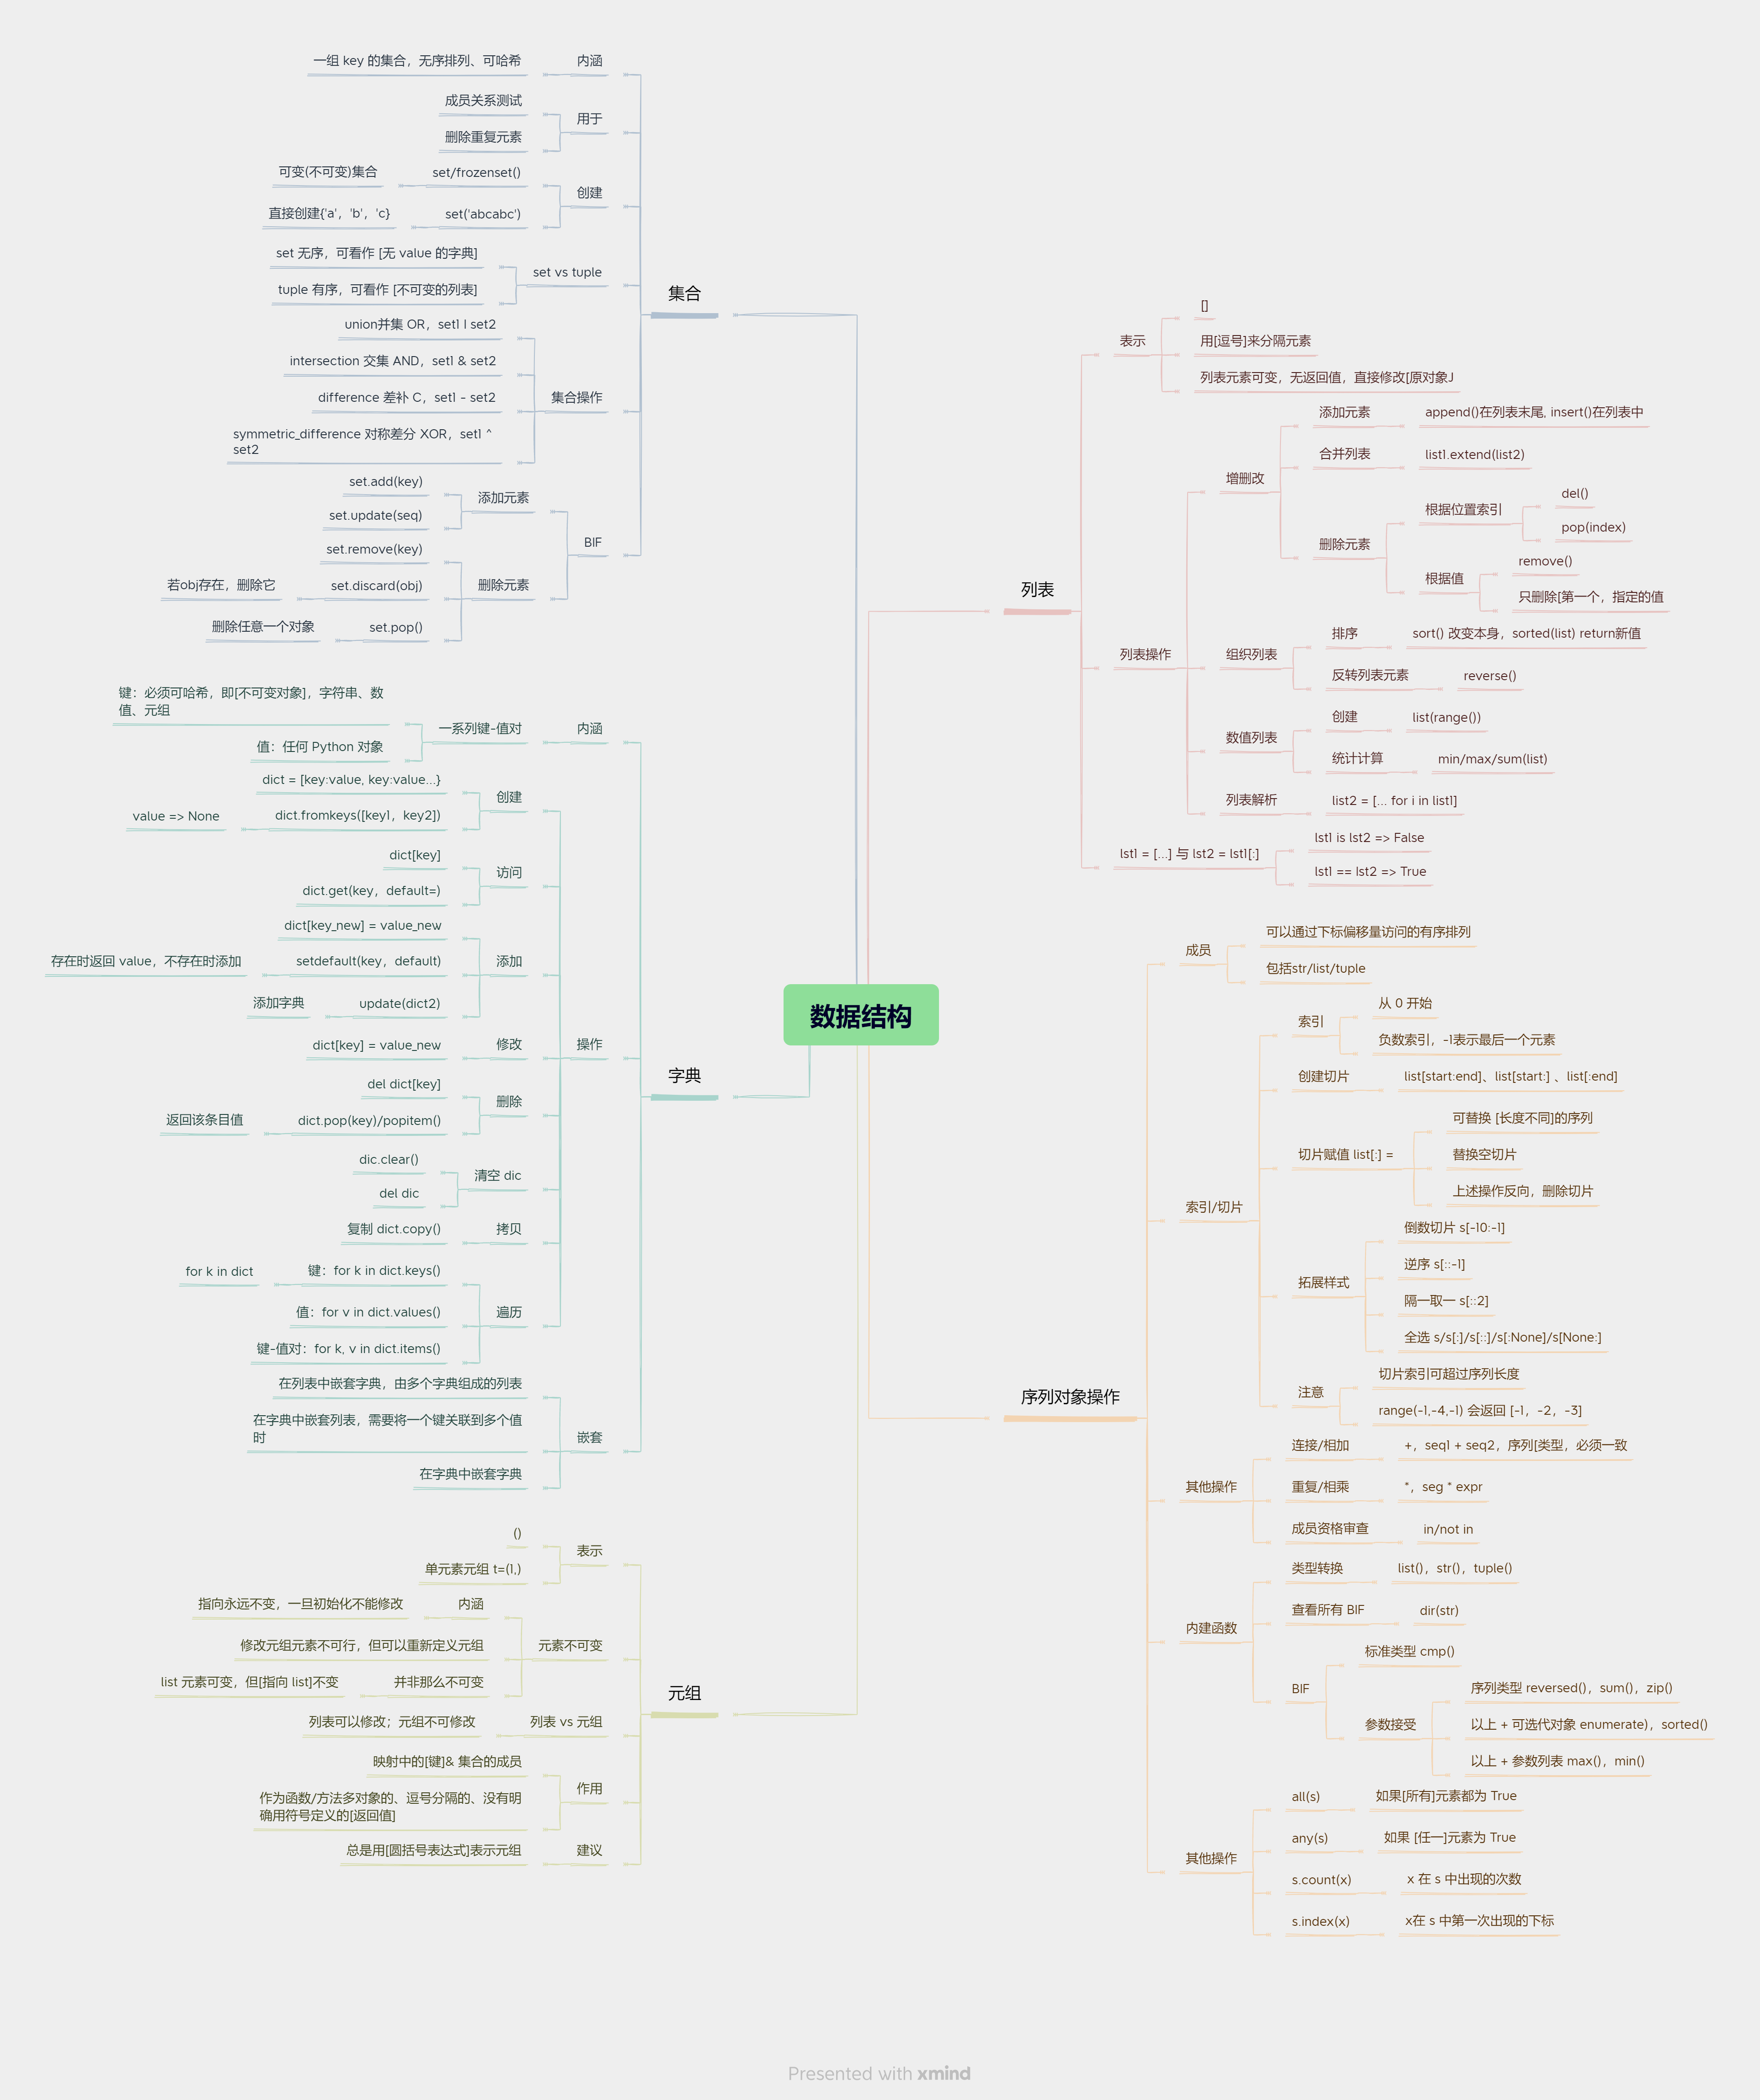 数据结构
列表
表示
[]
用[逗号]来分隔元素
列表元素可变，无返回值，直接修改[原对象J
列表操作
增删改
添加元素
append()在列表末尾, insert()在列表中
合并列表
list1.extend(list2)
删除元素
根据位置索引
del()
pop(index)
根据值
remove()
只删除[第一个，指定的值
组织列表
排序
sort() 改变本身，sorted(list) return新值
反转列表元素
reverse()
数值列表
创建
list(range())
统计计算
min/max/sum(list)
列表解析
list2 = [... for i in list1]
lst1 = [...] 与 lst2 = lst1[:]
lst1 is lst2 => False
lst1 == lst2 => True
序列对象操作
成员
可以通过下标偏移量访问的有序排列
包括str/list/tuple
索引/切片
索引
从 0 开始
负数索引，-1表示最后一个元素
创建切片
list[start:end]、list[start:] 、list[:end]
切片赋值 list[:] =
可替换 [长度不同]的序列
替换空切片
上述操作反向，删除切片
拓展样式
倒数切片 s[-10:-1]
逆序 s[::-1]
隔一取一 s[::2]
全选 s/s[:]/s[::]/s[:None]/s[None:]
注意
切片索引可超过序列长度
range(-1,-4,-1) 会返回 [-1，-2，-3]
其他操作
连接/相加
+，seq1 + seq2，序列[类型，必须一致
重复/相乘
*，seg * expr
成员资格审查
in/not in
内建函数
类型转换
list()，str()，tuple()
查看所有 BIF
dir(str)
BIF
标准类型 cmp()
参数接受
序列类型 reversed()，sum()，zip()
以上 + 可选代对象 enumerate)，sorted()
以上 + 参数列表 max()，min()
其他操作
all(s)
如果[所有]元素都为 True
any(s)
如果 [任一]元素为 True
s.count(x)
x 在 s 中出现的次数
s.index(x)
x在 s 中第一次出现的下标
集合
内涵
一组 key 的集合，无序排列、可哈希
用于
成员关系测试
删除重复元素
创建
set/frozenset()
可变(不可变)集合
set('abcabc')
直接创建{'a'，'b'，'c}
set vs tuple
set 无序，可看作 [无 value 的字典]
tuple 有序，可看作 [不可变的列表]
集合操作
union并集 OR，set1 I set2
intersection 交集 AND，set1 & set2
difference 差补 C，set1 - set2
symmetric_difference 对称差分 XOR，set1 ^
set2
BIF
添加元素
set.add(key)
set.update(seq)
删除元素
set.remove(key)
set.discard(obj)
若obj存在，删除它
set.pop()
删除任意一个对象
字典
内涵
一系列键-值对
键：必须可哈希，即[不可变对象]，字符串、数
值、元组
值：任何 Python 对象
操作
创建
dict = [key:value, key:value...}
dict.fromkeys([key1，key2])
value => None
访问
dict[key]
dict.get(key，default=)
添加
dict[key_new] = value_new
setdefault(key，default)
存在时返回 value，不存在时添加
update(dict2)
添加字典
修改
dict[key] = value_new
删除
del dict[key]
dict.pop(key)/popitem()
返回该条目值
清空 dic
dic.clear()
del dic
拷贝
复制 dict.copy()
遍历
键：for k in dict.keys()
for k in dict
值：for v in dict.values()
键-值对：for k, v in dict.items()
嵌套
在列表中嵌套字典，由多个字典组成的列表
在字典中嵌套列表，需要将一个键关联到多个值
时
在字典中嵌套字典
元组
表示
()
单元素元组 t=(1,)
元素不可变
内涵
指向永远不变，一旦初始化不能修改
修改元组元素不可行，但可以重新定义元组
并非那么不可变
list 元素可变，但[指向 list]不变
列表 vs 元组
列表可以修改；元组不可修改
作用
映射中的[键]& 集合的成员
作为函数/方法多对象的、逗号分隔的、没有明
确用符号定义的[返回值]
建议
总是用[圆括号表达式]表示元组
Presented with xmind